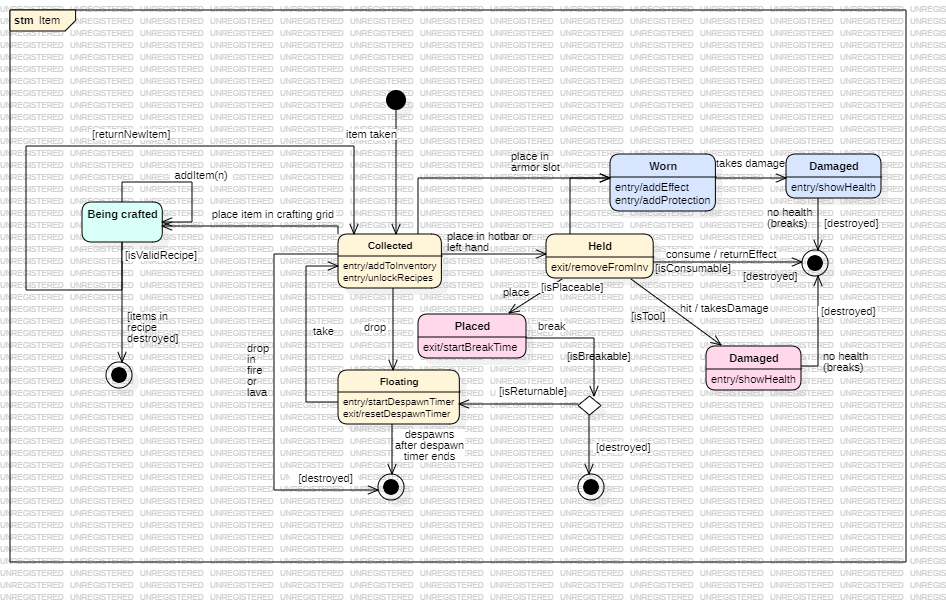 stm Item
item taken
[returnNewItem]
addItem(n)
Being crafted
place item in crafting grid
[isValidRecipe]
[items in
recipe
destroyed]
Collected
entry/addToInventory
entry/unlockRecipes
place in
armor slot
place in hotbar or
left hand
Worn
entry/addEffect
entry/addProtection
takes damage
Damaged
entry/showHealth
no health
(breaks)
[destroyed]
Held
exit/removeFromInv
consume / returnEffect
[isConsumable]
[destroyed]
[isPlaceable]
place
[isTool]
hit / takesDamage
Placed
exit/startBreakTime
break
[isBreakable]
Damaged
entry/showHealth
no health
(breaks)
[destroyed]
take
drop
drop
in
fire
or
lava
Floating
entry/startDespawnTimer
exit/resetDespawnTimer
[isReturnable]
despawns
after despawn
timer ends
[destroyed]
[destroyed]
UNREGISTERED